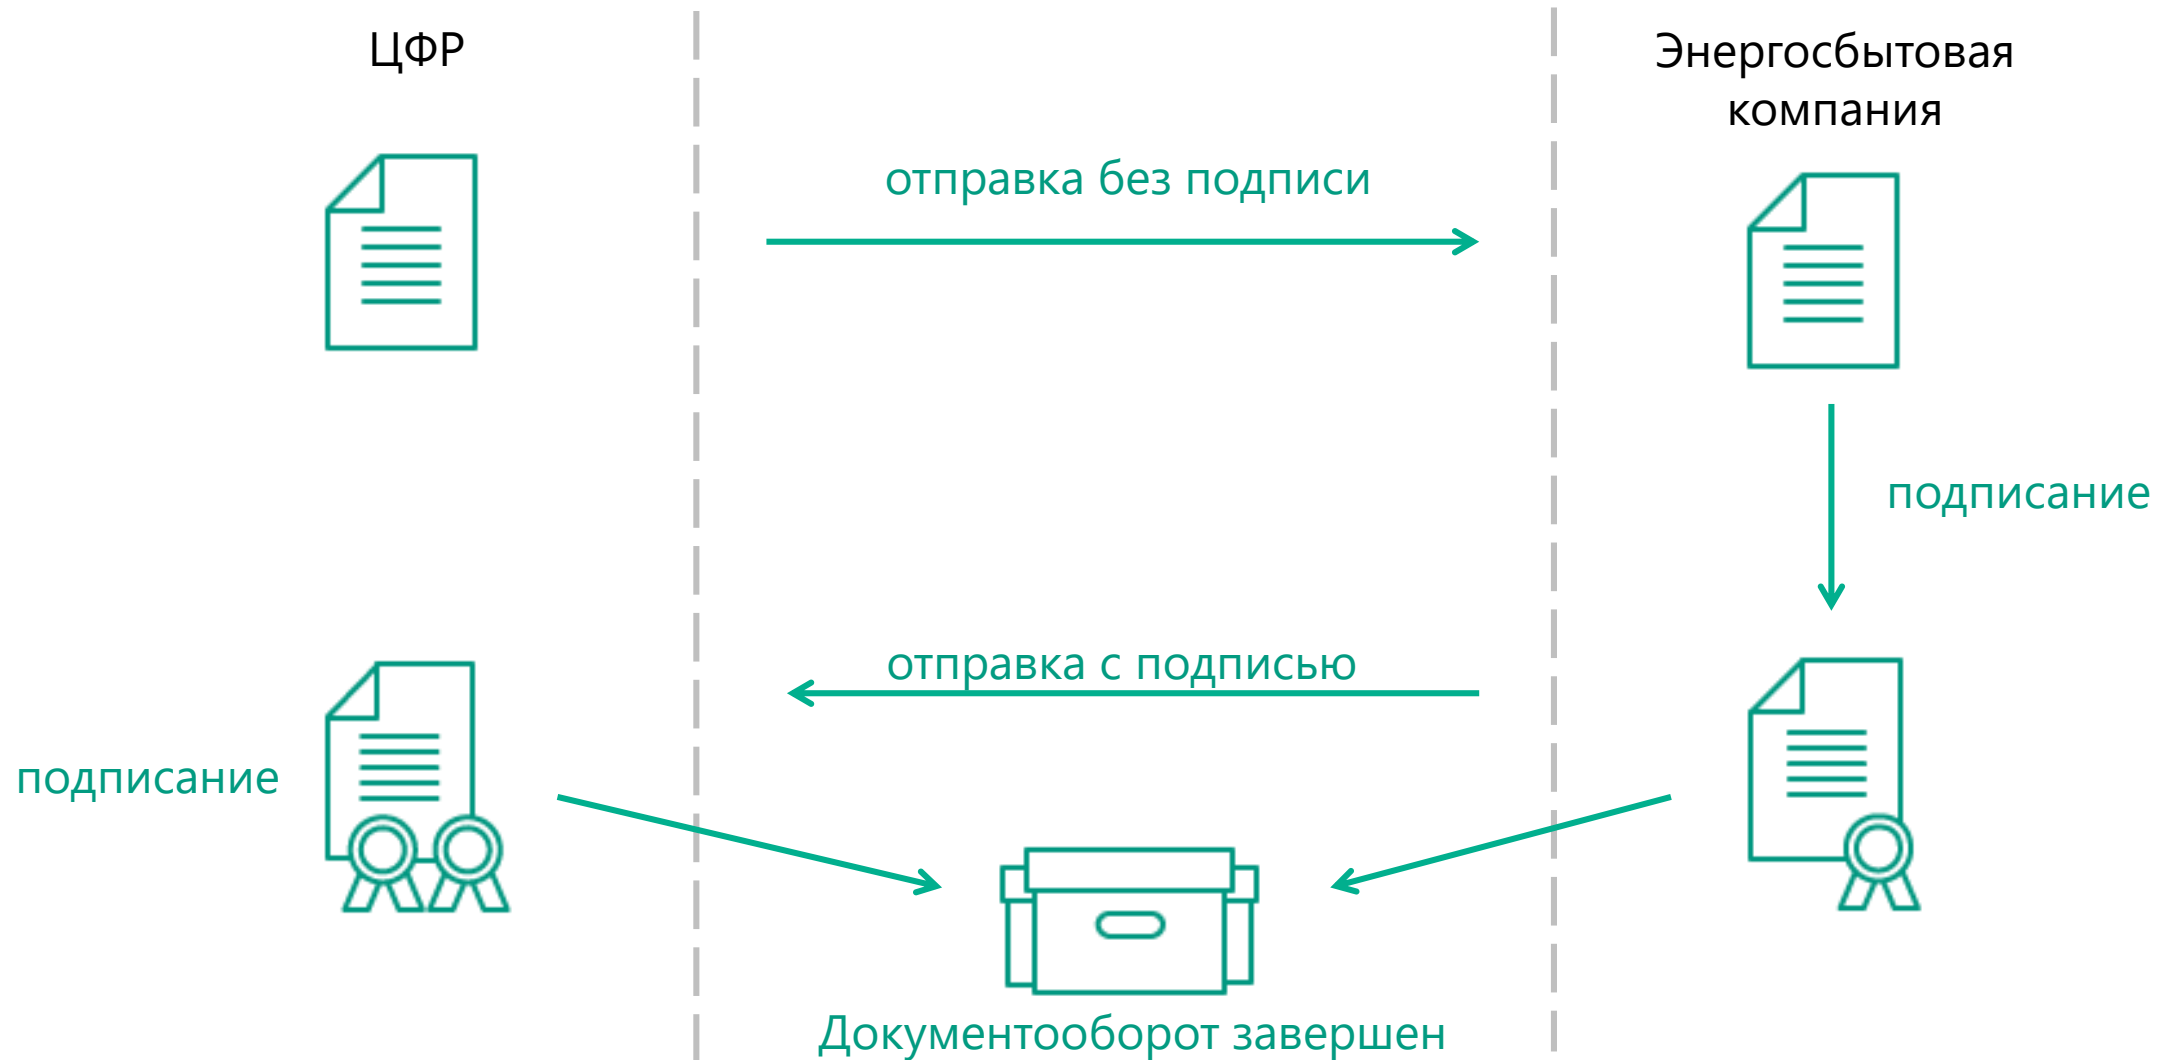 ЦФР
Энергосбытовая
компания
отправка без подписи
подписание
отправка с подписью
подписание
Документооборот завершен